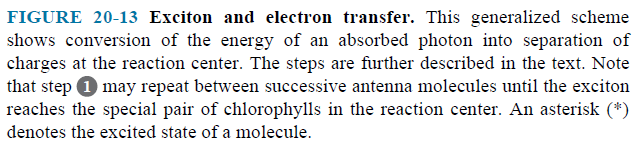 FIGURE 20-13 Exciton and electron transfer. This generalized scheme
shows conversion of the energy of an absorbed photon into separation of
charges at the reaction center. The steps are further described in the text. Note
that step 1 may repeat between successive antenna molecules until the exciton
reaches the special pair of chlorophylls in the reaction center. An asterisk (*)
denotes the excited state of a molecule.